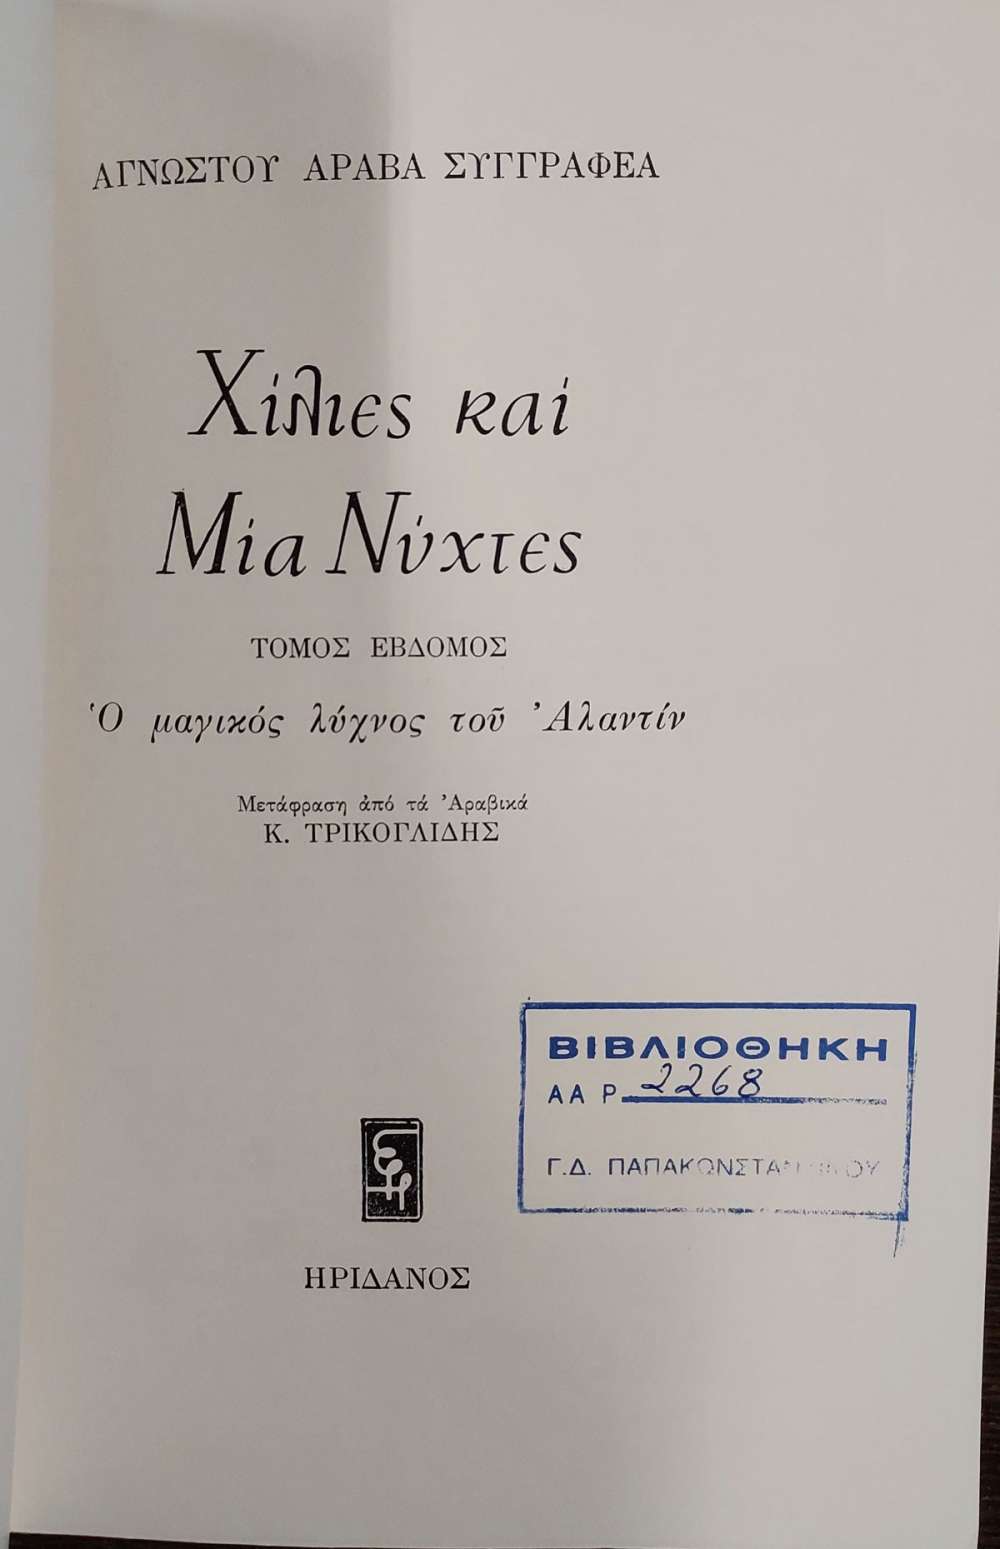 ΑΓΝΩΣΤΟΥ ΑΡΑΒΑ ΣΥΓΓΡΑΦΕΑ
Χίλιες καί
Μία Νύχτες
ΤΟΜΟΣ ΕΒΔΟΜΟΣ
Ὁ μαγικός λύχνος τοῦ Ἀλαντίν
Μετάφραση ἀπό τά Ἀραβικά
Κ. ΤΡΙΚΟΓΛΙΔΗΣ
ΒΙΒΛΙΟΘΗΚΗ
ΑΑ Ρ 2268
Γ.Δ.
ΗΡΙΔΑΝΟΣ